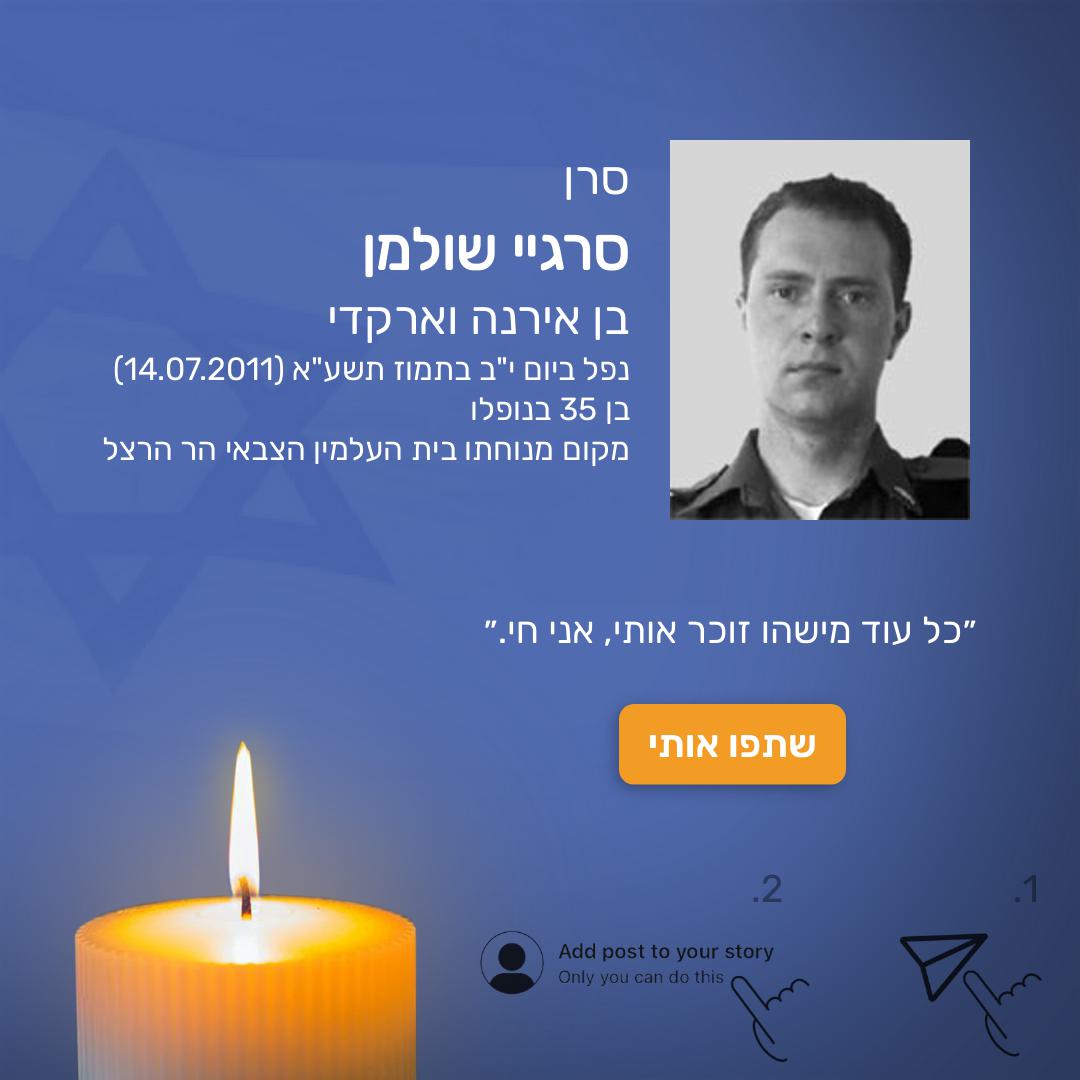 סרן
סרגיי שולמן
בן אירנה וארקדי
נפל ביום י"ב בתמוז תשע"א (14.07.2011)
בן 35 בנופלו
מקום מנוחתו בית העלמין הצבאי הר הרצל
״כל עוד מישהו זוכר אותי, אני חי.״
שתפו אותי
1.
2.
Add post to your story
Only you can do this